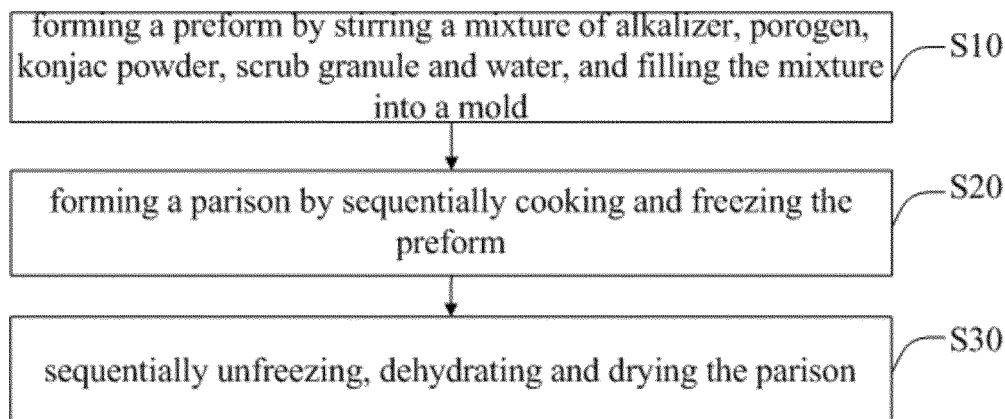 forming a preform by stirring a mixture of alkalizer, porogen,
konjac powder, scrub granule and water, and filling the mixture
into a mold
S10
forming a parison by sequentially cooking and freezing the
preform
S20
sequentially unfreezing, dehydrating and drying the parison
S30